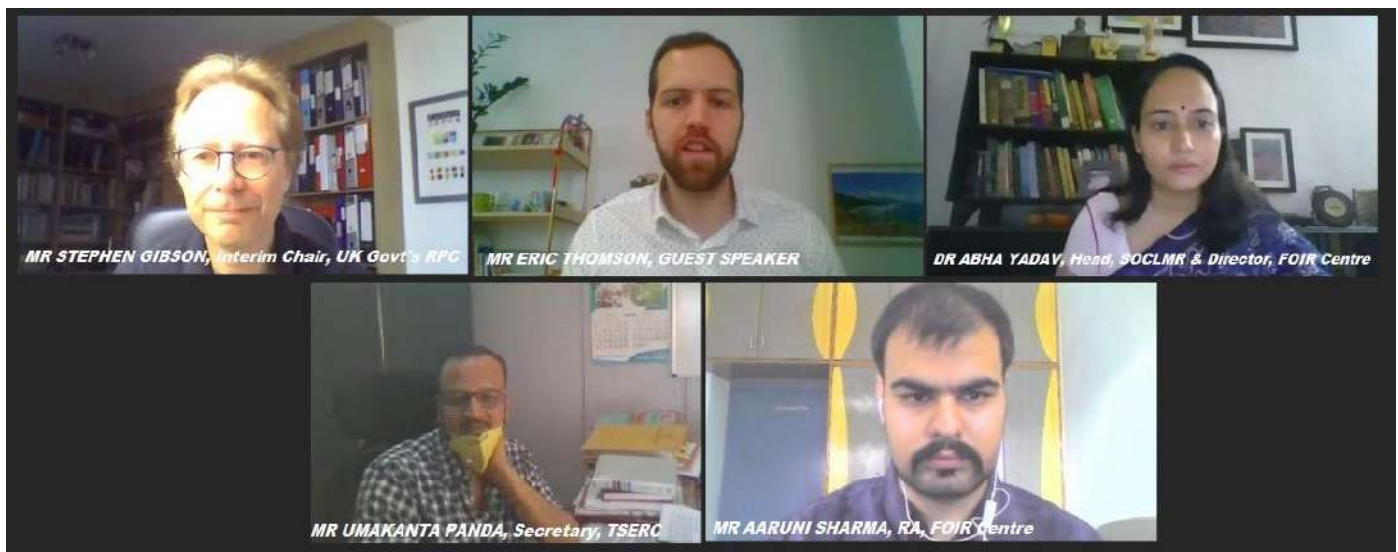 MR STEPHEN GIBSON, Interim Chair, UK Govt's RPC
MR ERIC THOMSON, GUEST SPEAKER
DR ABHA YADAV, Head, SOCLMR & Director, FOIR Centre
MR UMAKANTA PANDA, Secretary, TSERC
MR AARUNI SHARMA, RA, FOIR Centre